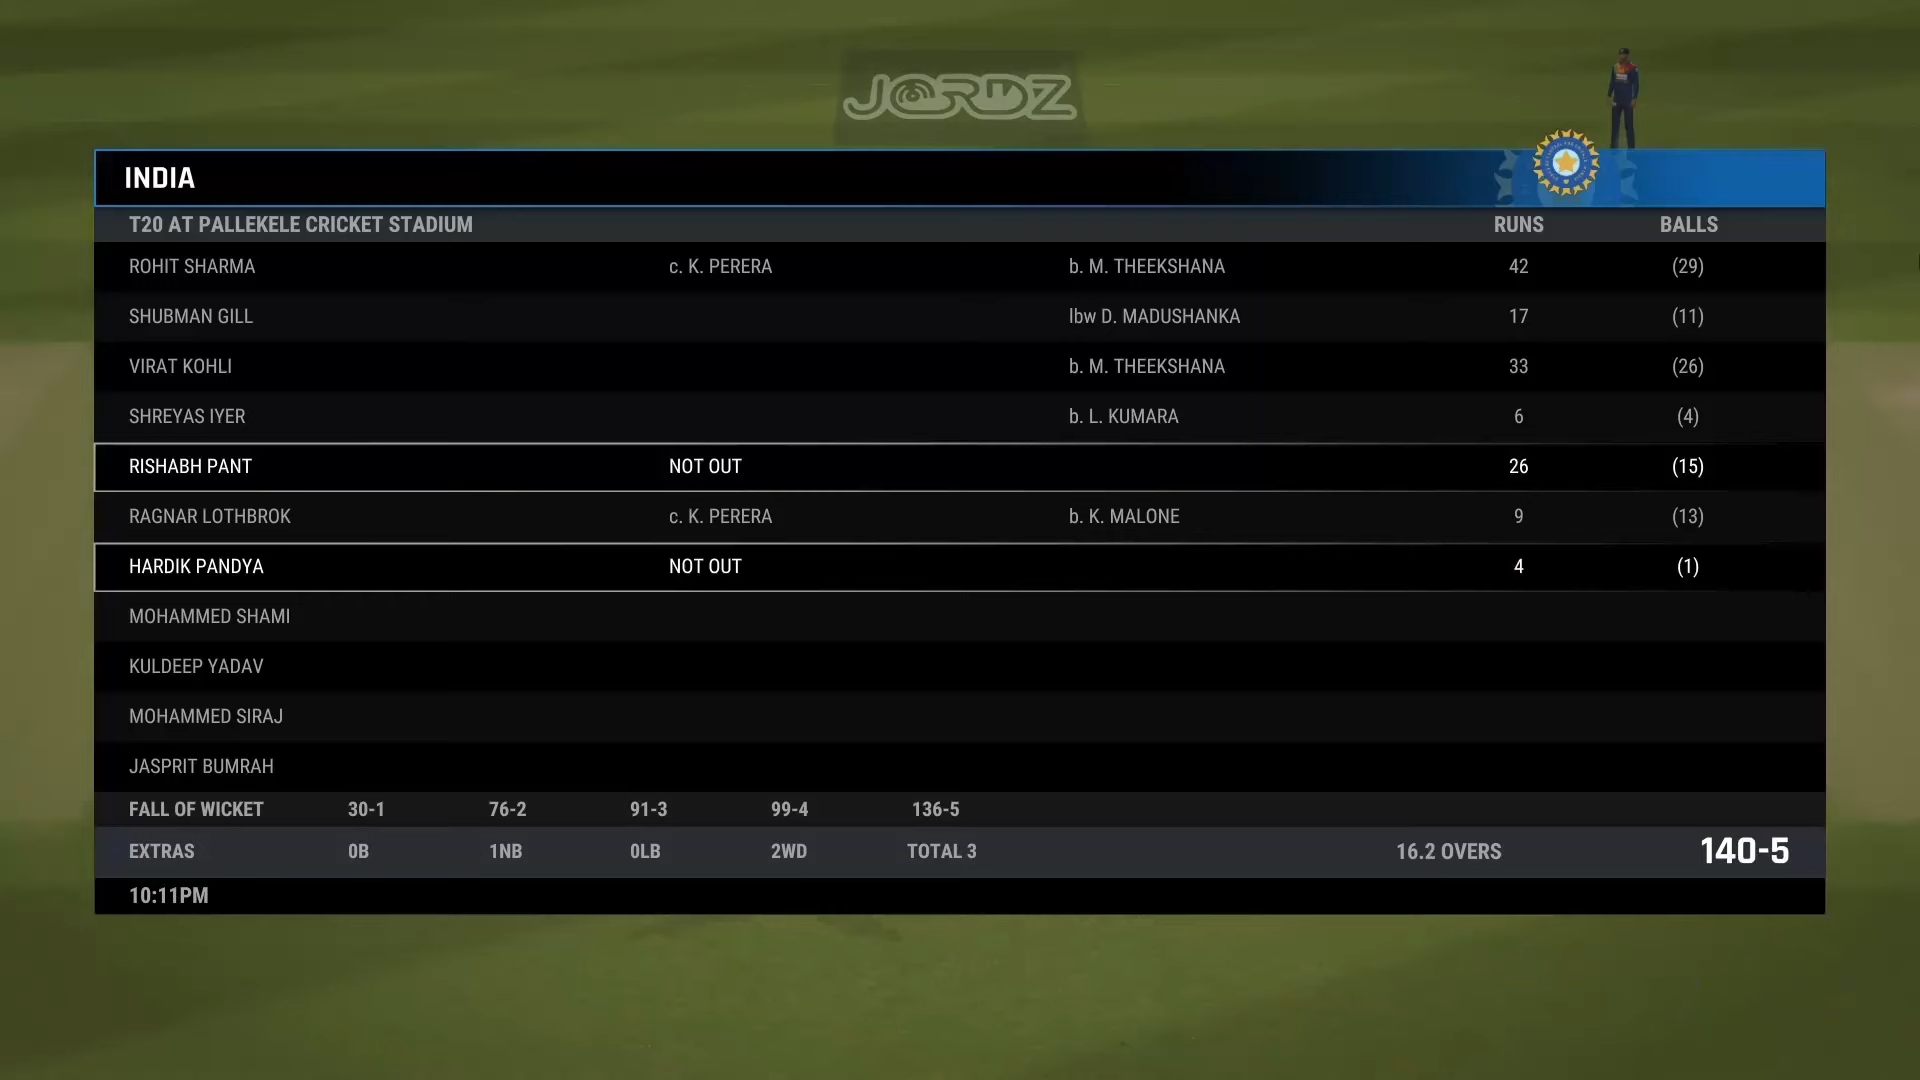 JORDZ
INDIA
T20 AT PALLEKELE CRICKET STADIUM RUNS BALLS
ROHIT SHARMA c. K. PERERA b. M. THEEKSHANA 42 (29)
SHUBMAN GILL lbw D. MADUSHANKA 17 (11)
VIRAT KOHLI b. M. THEEKSHANA 33 (26)
SHREYAS IYER b. L. KUMARA 6 (4)
RISHABH PANT NOT OUT 26 (15)
RAGNAR LOTHBROK c. K. PERERA b. K. MALONE 9 (13)
HARDIK PANDYA NOT OUT 4 (1)
MOHAMMED SHAMI
KULDEEP YADAV
MOHAMMED SIRAJ
JASPRIT BUMRAH
FALL OF WICKET 30-1 76-2 91-3 99-4 136-5
EXTRAS 0B 1NB 0LB 2WD TOTAL 3 16.2 OVERS 140-5
10:11PM